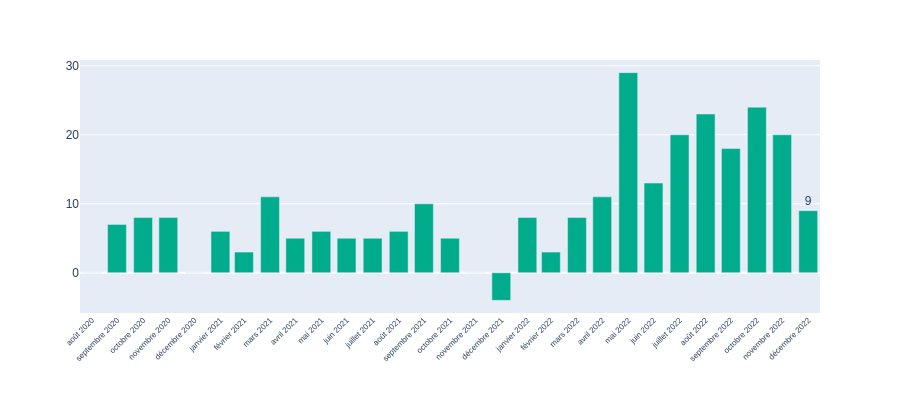 30
20
10
0
9
août 2020
septembre 2020
octobre 2020
novembre 2020
décembre 2020
janvier 2021
février 2021
mars 2021
avril 2021
mai 2021
juin 2021
juillet 2021
août 2021
septembre 2021
octobre 2021
novembre 2021
décembre 2021
janvier 2022
février 2022
mars 2022
avril 2022
mai 2022
juin 2022
juillet 2022
août 2022
septembre 2022
octobre 2022
novembre 2022
décembre 2022